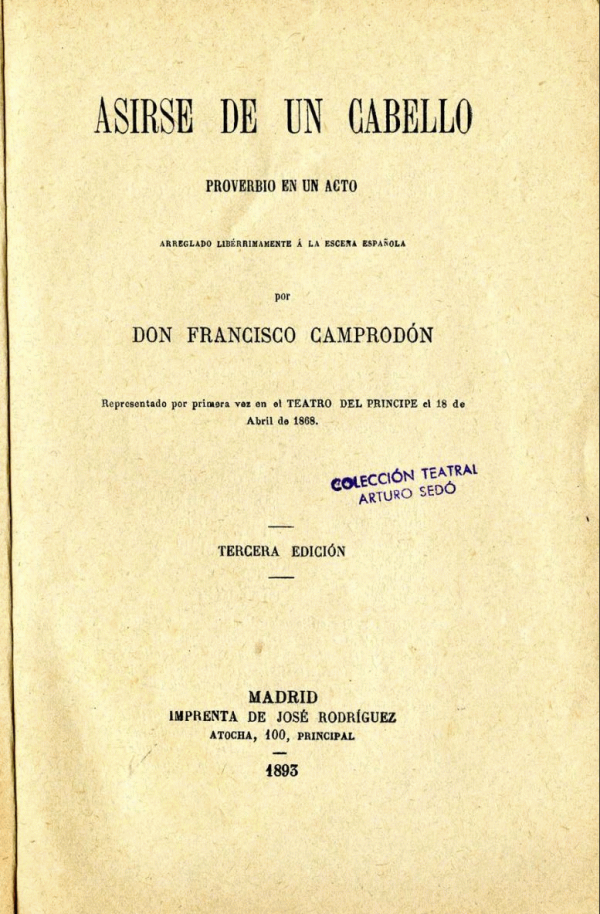 ASIRSE DE UN CABELLO
PROVERBIO EN UN ACTO
ARREGLADO LIBÉRRIMAMENTE Á LA ESCENA ESPAÑOLA
por
DON FRANCISCO CAMPRODÓN
Representado por primera vez en el TEATRO DEL PRINCIPE el 18 de
Abril de 1868.
COLECCIÓN TEATRAL
ARTURO SEDÓ
TERCERA EDICIÓN
MADRID
IMPRENTA DE JOSÉ RODRÍGUEZ
ATOCHA, 100, PRINCIPAL
1893